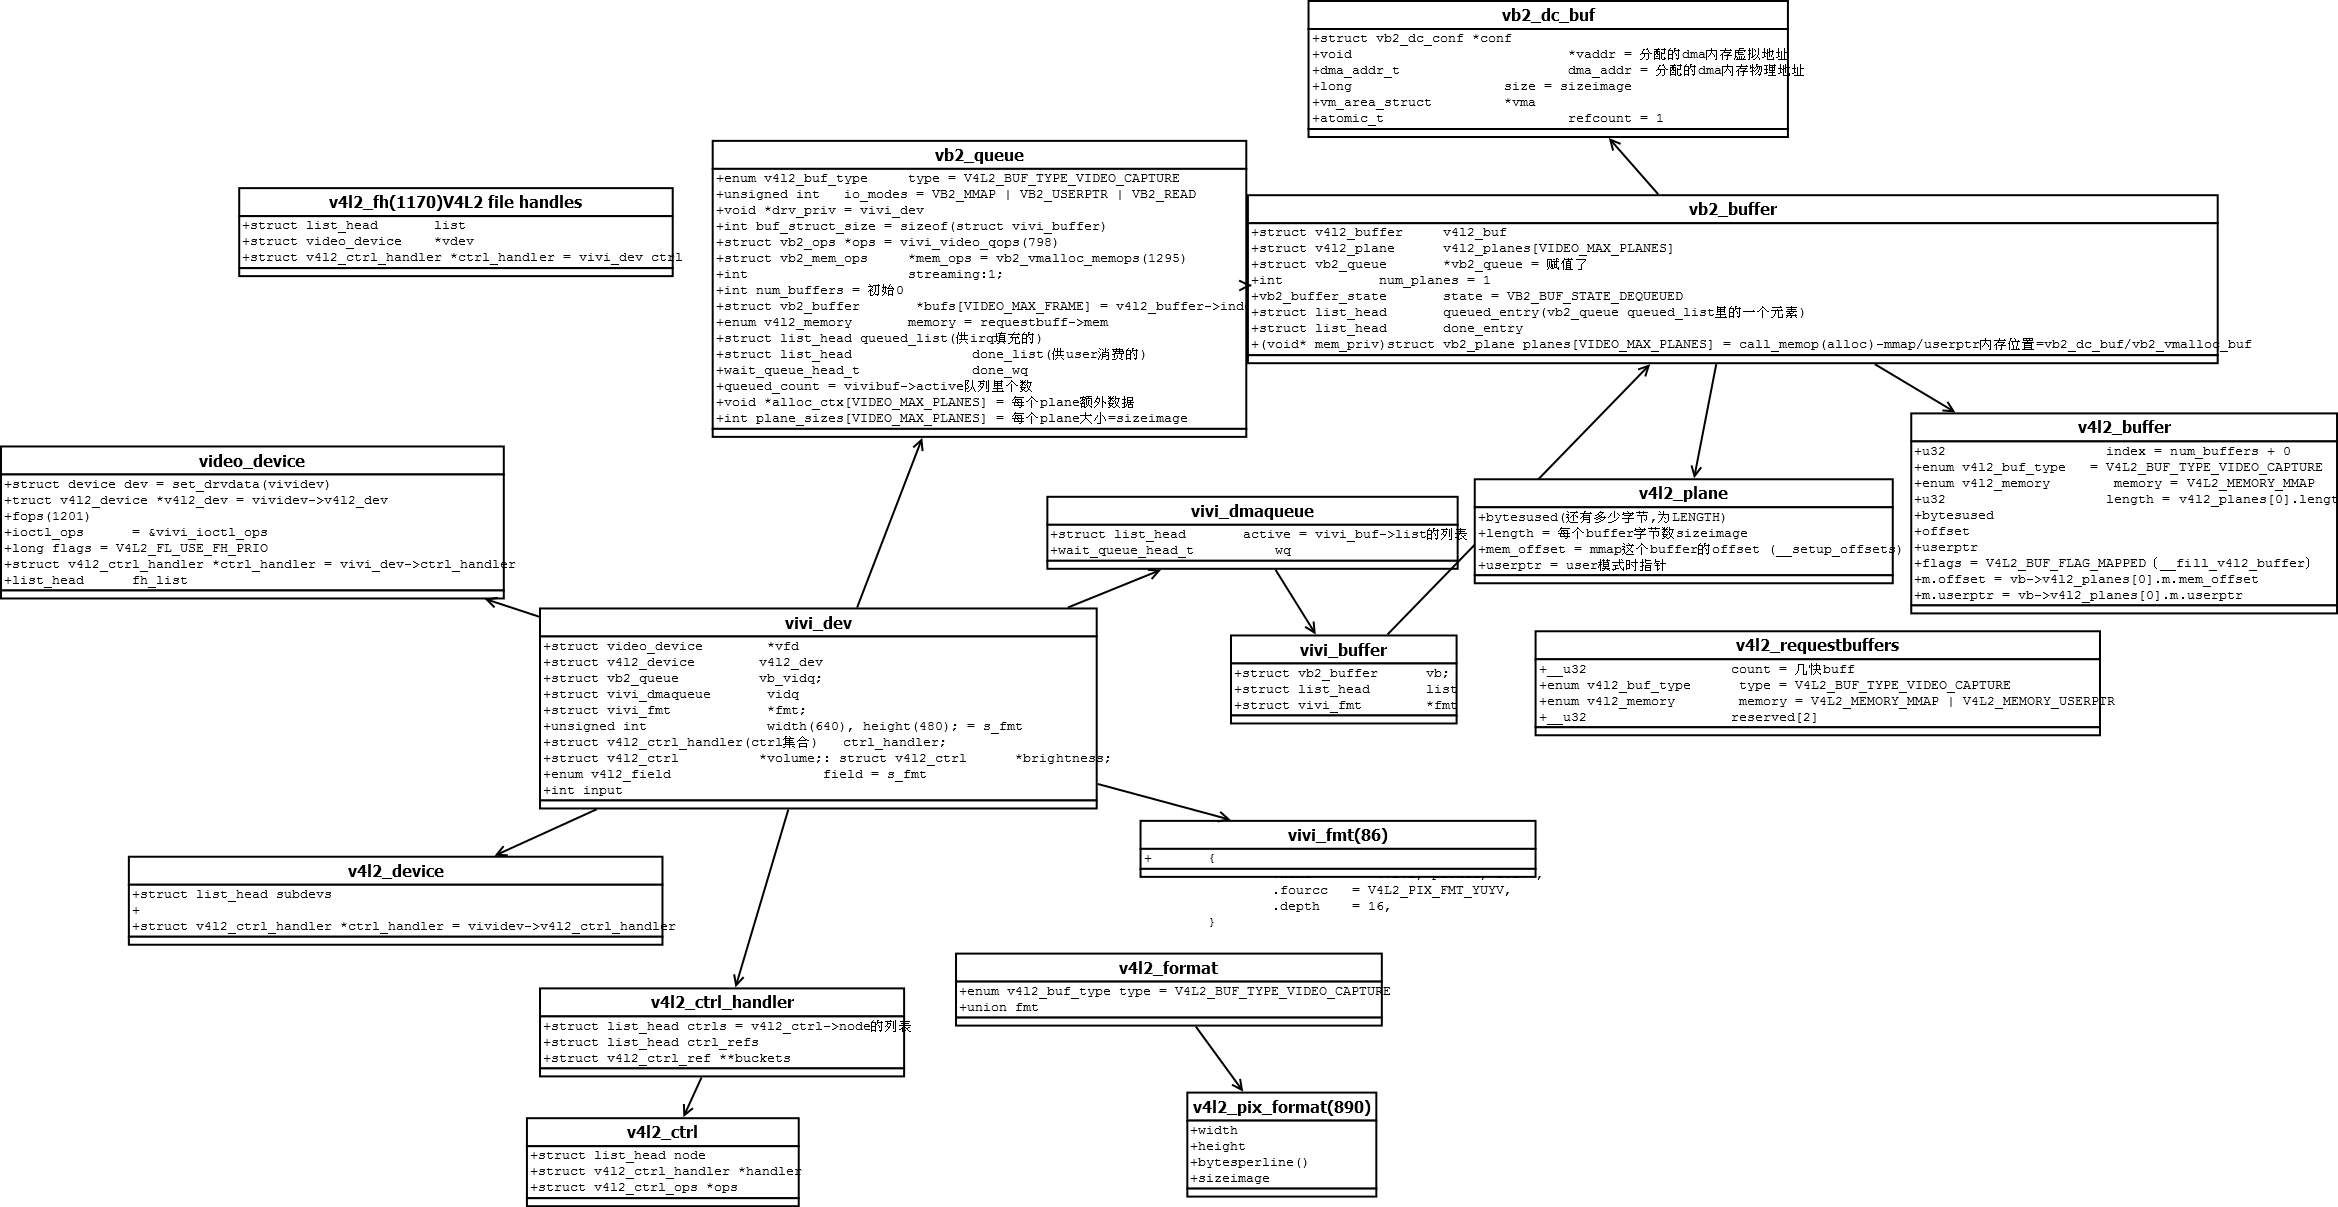 vb2_dc_buf
+struct vb2_dc_conf *conf
+void *vaddr = 分配的dma内存虚拟地址
+dma_addr_t dma_addr = 分配的dma内存物理地址
+long size = sizeimage
+vm_area_struct *vma
+atomic_t refcount = 1
vb2_queue
+enum v4l2_buf_type type = V4L2_BUF_TYPE_VIDEO_CAPTURE
+unsigned int io_modes = VB2_MMAP | VB2_USERPTR | VB2_READ
+void *drv_priv = vivi_dev
+int buf_struct_size = sizeof(struct vivi_buffer)
+struct vb2_ops *ops = vivi_video_qops(798)
+struct vb2_mem_ops *mem_ops = vb2_vmalloc_memops(1295)
+int streaming:1;
+int num_buffers = 初始0
+struct vb2_buffer *bufs[VIDEO_MAX_FRAME] = v4l2_buffer->ind
+enum v4l2_memory memory = requestbuff->mem
+struct list_head queued_list(供irq填充的)
+struct list_head done_list(供user消费的)
+wait_queue_head_t done_wq
+queued_count = vivibuf->active队列里个数
+void *alloc_ctx[VIDEO_MAX_PLANES] = 每个plane额外数据
+int plane_sizes[VIDEO_MAX_PLANES] = 每个plane大小=sizeimage
v4l2_fh(1170)V4L2 file handles
+struct list_head list
+struct video_device *vdev
+struct v4l2_ctrl_handler *ctrl_handler = vivi_dev ctrl
vb2_buffer
+struct v4l2_buffer v4l2_buf
+struct v4l2_plane v4l2_planes[VIDEO_MAX_PLANES]
+struct vb2_queue *vb2_queue = 赋值了
+int num_planes = 1
+vb2_buffer_state state = VB2_BUF_STATE_DEQUEUED
+struct list_head queued_entry(vb2_queue queued_list里的一个元素)
+struct list_head done_entry
+(void* mem_priv)struct vb2_plane planes[VIDEO_MAX_PLANES] = call_memop(alloc)-mmap/userptr内存位置=vb2_dc_buf/vb2_vmalloc_buf
v4l2_buffer
+u32 index = num_buffers + 0
+enum v4l2_buf_type = V4L2_BUF_TYPE_VIDEO_CAPTURE
+enum v4l2_memory memory = V4L2_MEMORY_MMAP
+u32 length = v4l2_planes[0].lengt
+bytesused
+offset
+userptr
+flags = V4L2_BUF_FLAG_MAPPED（__fill_v4l2_buffer）
+m.offset = vb->v4l2_planes[0].m.mem_offset
+m.userptr = vb->v4l2_planes[0].m.userptr
video_device
+struct device dev = set_drvdata(vividev)
+truct v4l2_device *v4l2_dev = vividev->v4l2_dev
+fops(1201)
+ioctl_ops = &vivi_ioctl_ops
+long flags = V4L2_FL_USE_FH_PRIO
+struct v4l2_ctrl_handler *ctrl_handler = vivi_dev->ctrl_handler
+list_head fh_list
v4l2_plane
+bytesused(还有多少字节,为LENGTH)
+length = 每个buffer字节数sizeimage
+mem_offset = mmap这个buffer的offset (__setup_offsets)
+userptr = user模式时指针
vivi_dmaqueue
+struct list_head active = vivi_buf->list的列表
+wait_queue_head_t wq
vivi_dev
+struct video_device *vfd
+struct v4l2_device v4l2_dev
+struct vb2_queue vb_vidq;
+struct vivi_dmaqueue vidq
+struct vivi_fmt *fmt;
+unsigned int width(640), height(480); = s_fmt
+struct v4l2_ctrl_handler(ctrl集合) ctrl_handler;
+struct v4l2_ctrl *volume;: struct v4l2_ctrl *brightness;
+enum v4l2_field field = s_fmt
+int input
vivi_buffer
+struct vb2_buffer vb;
+struct list_head list
+struct vivi_fmt *fmt
v4l2_requestbuffers
+__u32 count = 几快buff
+enum v4l2_buf_type type = V4L2_BUF_TYPE_VIDEO_CAPTURE
+enum v4l2_memory memory = V4L2_MEMORY_MMAP | V4L2_MEMORY_USERPTR
+__u32 reserved[2]
vivi_fmt(86)
+ {
.fourcc = V4L2_PIX_FMT_YUYV,
.depth = 16,
}
v4l2_device
+struct list_head subdevs
+
+struct v4l2_ctrl_handler *ctrl_handler = vividev->v4l2_ctrl_handler
v4l2_format
+enum v4l2_buf_type type = V4L2_BUF_TYPE_VIDEO_CAPTURE
+union fmt
v4l2_ctrl_handler
+struct list_head ctrls = v4l2_ctrl->node的列表
+struct list_head ctrl_refs
+struct v4l2_ctrl_ref **buckets
v4l2_pix_format(890)
+width
+height
+bytesperline()
+sizeimage
v4l2_ctrl
+struct list_head node
+struct v4l2_ctrl_handler *handler
+struct v4l2_ctrl_ops *ops